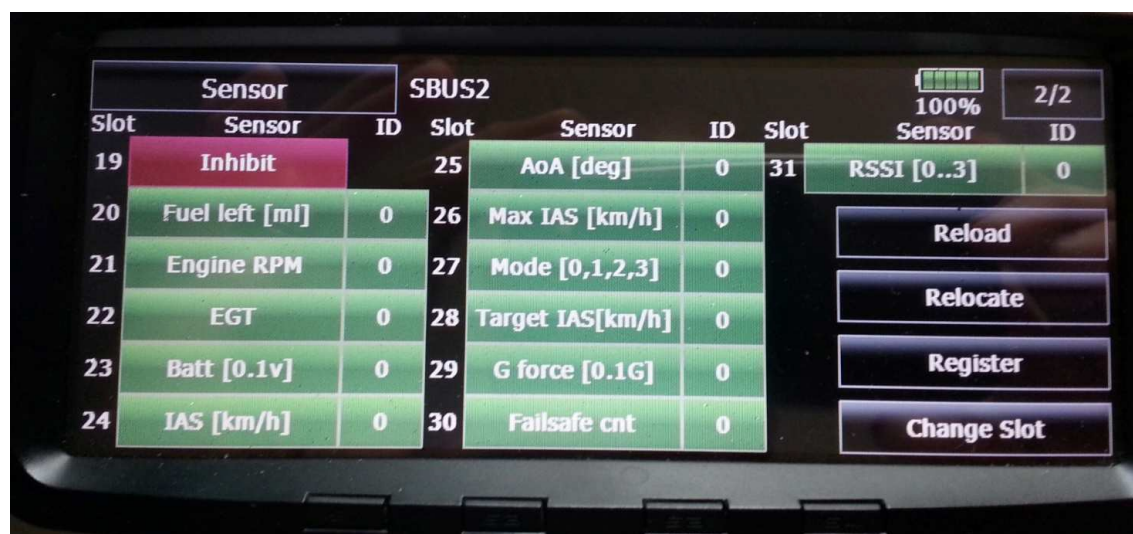 Sensor SBUS2 100% 2/2
Slot Sensor ID Slot Sensor ID Slot Sensor ID
19 Inhibit 25 AoA [deg] 0 31 RSSI [0..3] 0
20 Fuel left [ml] 0 26 Max IAS [km/h] 0 Reload
21 Engine RPM 0 27 Mode [0,1,2,3] 0 Relocate
22 EGT 0 28 Target IAS[km/h] 0
23 Batt [0.1v] 0 29 G force [0.1G] 0 Register
24 IAS [km/h] 0 30 Failsafe cnt 0 Change Slot